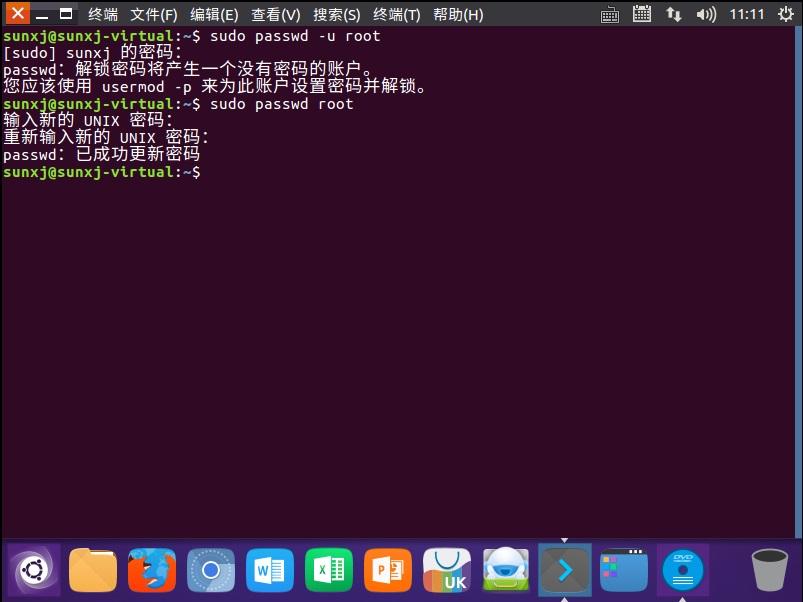 终端 文件(F) 编辑(E) 查看(V) 搜索(S) 终端(T) 帮助(H) 11:11
sunxj@sunxj-virtual:~$ sudo passwd -u root
[sudo] sunxj 的密码：
passwd：解锁密码将产生一个没有密码的账户。
您应该使用 usermod -p 来为此账户设置密码并解锁。
sunxj@sunxj-virtual:~$ sudo passwd root
输入新的 UNIX 密码：
重新输入新的 UNIX 密码：
passwd：已成功更新密码
sunxj@sunxj-virtual:~$
W X P UK DVD